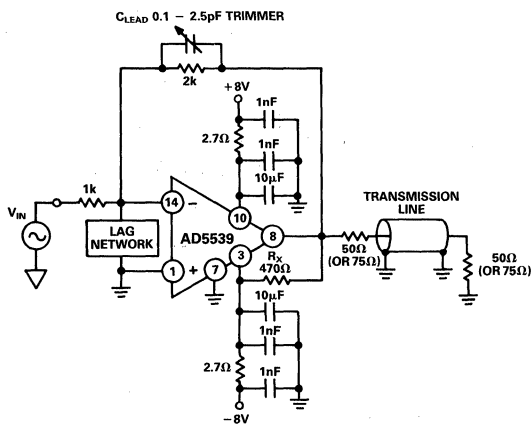 C LEAD 0.1 – 2.5pF TRIMMER
2k
+8V
1nF
2.7Ω
1nF
10μF
1k
VIN
LAG
NETWORK
14
–
1
+
AD5539
7
10
8
3
RX
470Ω
TRANSMISSION
LINE
50Ω
(OR 75Ω)
50Ω
(OR 75Ω)
10μF
1nF
2.7Ω
1nF
–8V